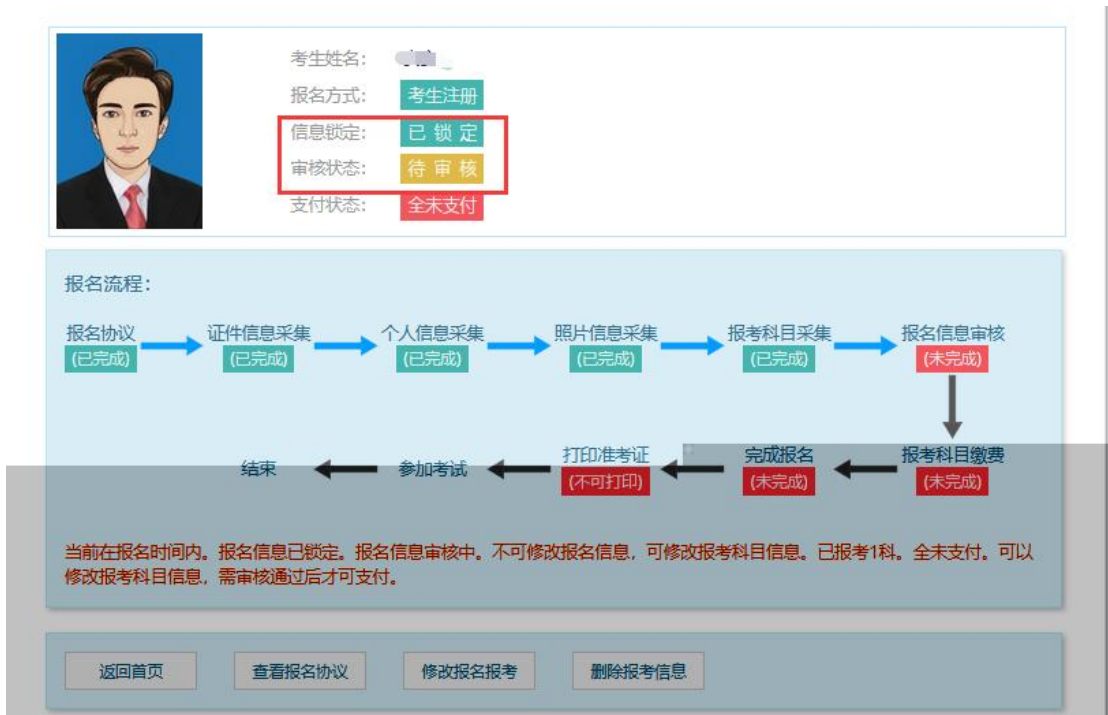 考生姓名：
报名方式： 考生注册
信息锁定： 已 锁 定
审核状态： 待 审 核
支付状态： 全未支付
报名流程：
报名协议 证件信息采集 个人信息采集 照片信息采集 报考科目采集 报名信息审核
(已完成) (已完成) (已完成) (已完成) (已完成) (未完成)
结束 参加考试 打印准考证 完成报名 报考科目缴费
(不可打印) (未完成) (未完成)
当前在报名时间内。报名信息已锁定。报名信息审核中。不可修改报名信息，可修改报考科目信息。已报考1科。全未支付。可以
修改报考科目信息，需审核通过后才可支付。
返回首页 查看报名协议 修改报名报考 删除报考信息